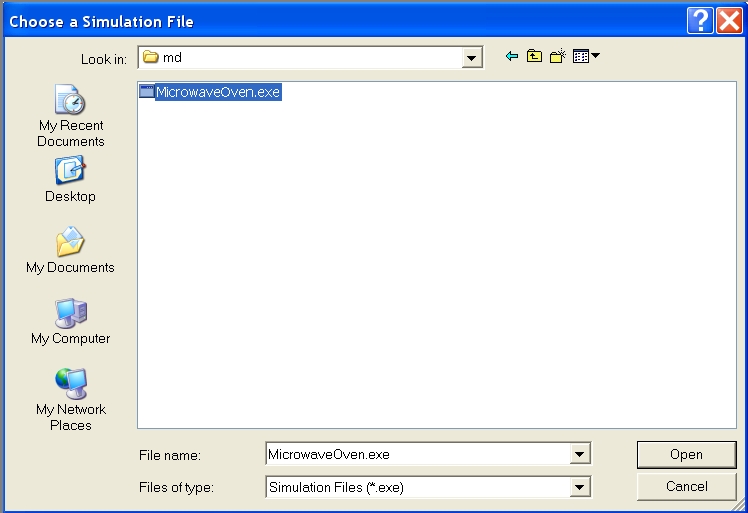 Choose a Simulation File
Look in: md
MicrowaveOven.exe
My Recent
Documents
Desktop
My Documents
My Computer
My Network
Places
File name: MicrowaveOven.exe Open
Files of type: Simulation Files (*.exe) Cancel